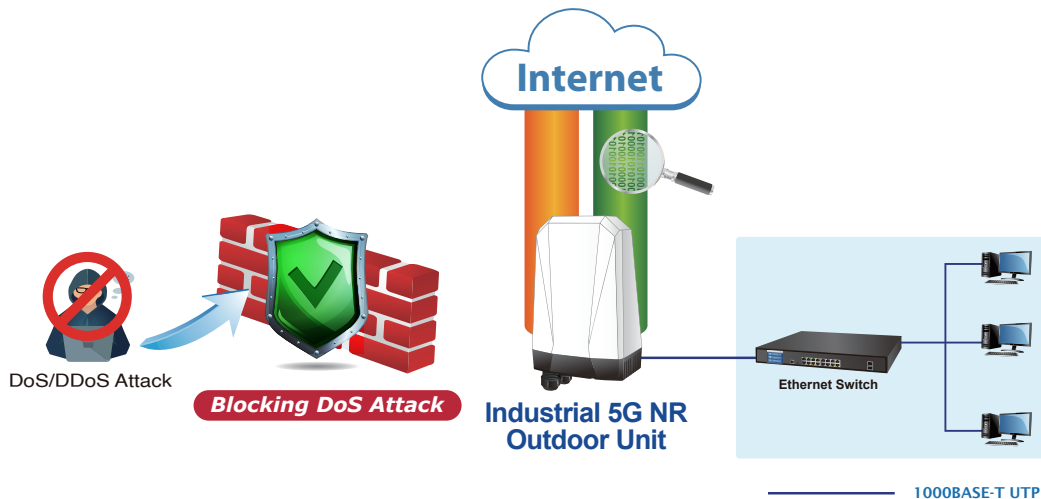 Internet
DoS/DDoS Attack
Blocking DoS Attack
Industrial 5G NR
Outdoor Unit
Ethernet Switch
1000BASE-T UTP